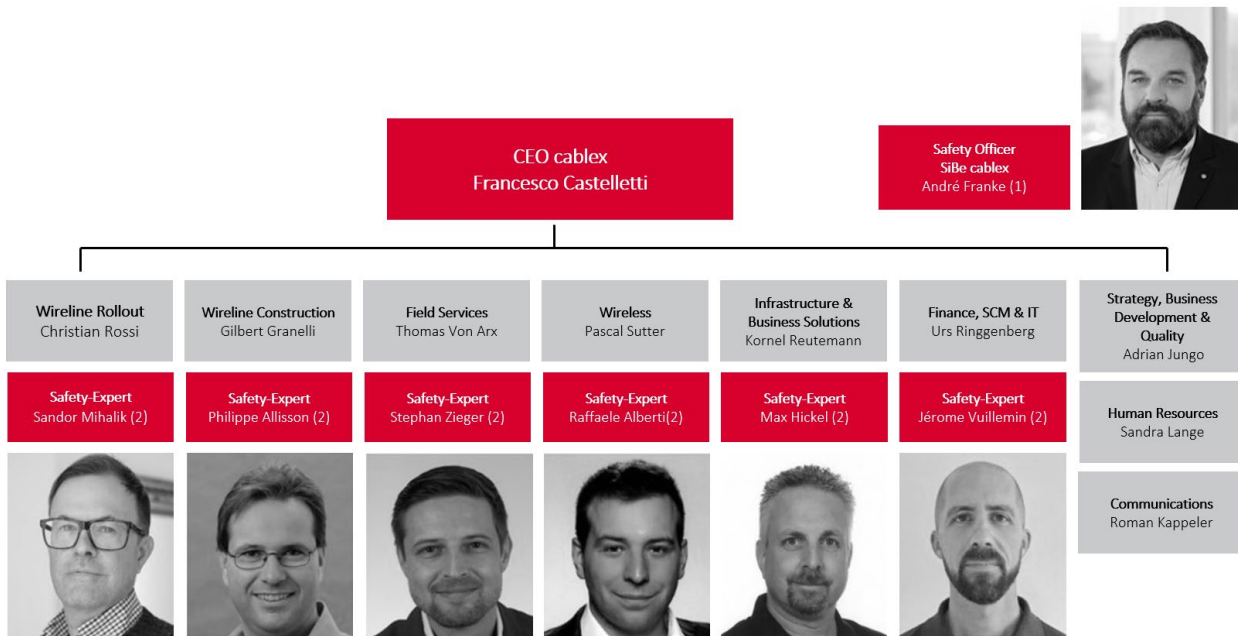 CEO cablex
Francesco Castelletti
Safety Officer
SiBe cablex
André Franke (1)
Wireline Rollout
Christian Rossi
Wireline Construction
Gilbert Granelli
Field Services
Thomas Von Arx
Wireless
Pascal Sutter
Infrastructure &
Business Solutions
Kornel Reutemann
Finance, SCM & IT
Urs Ringgenberg
Strategy, Business
Development &
Quality
Adrian Jungo
Safety-Expert
Sandor Mihalik (2)
Safety-Expert
Philippe Allisson (2)
Safety-Expert
Stephan Zieger (2)
Safety-Expert
Raffaele Alberti(2)
Safety-Expert
Max Hickel (2)
Safety-Expert
Jérome Vuillemin (2)
Human Resources
Sandra Lange
Communications
Roman Kappeler